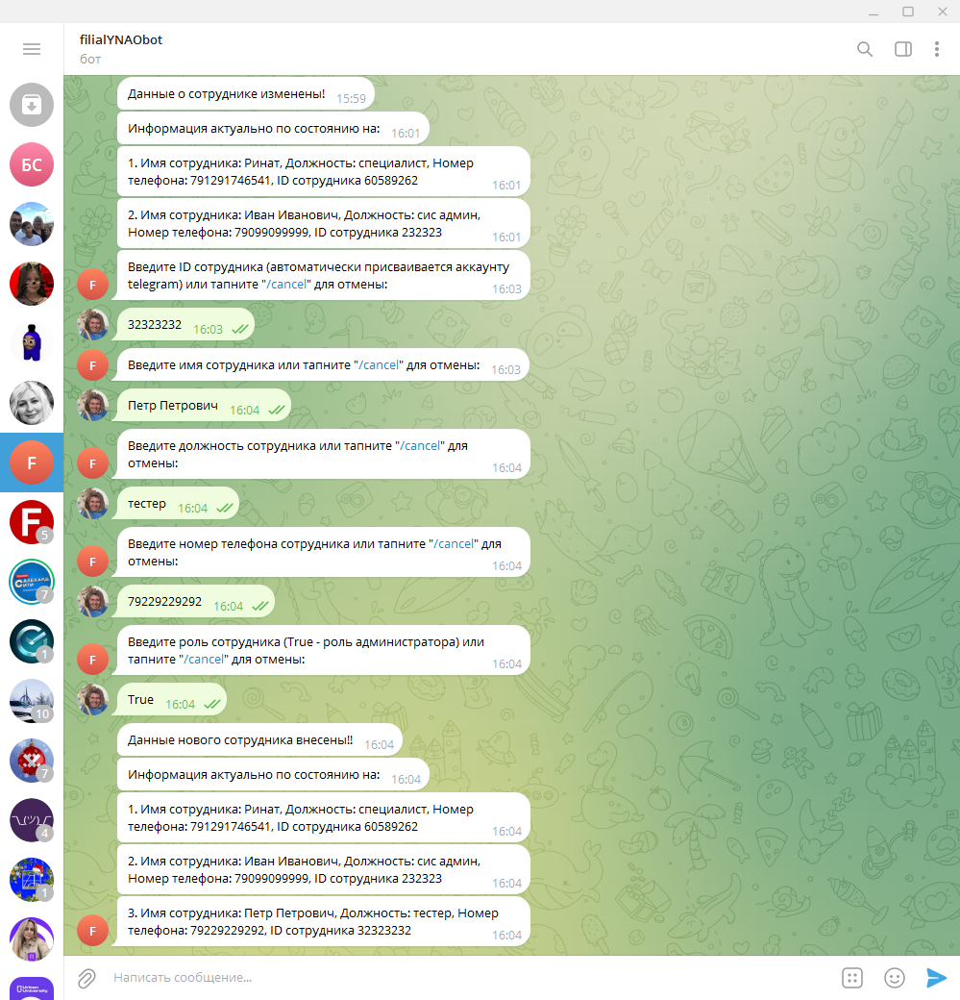 filialYNAObot
бот
Данные о сотруднике изменены! 15:59
Информация актуально по состоянию на: 16:01
1. Имя сотрудника: Ринат, Должность: специалист, Номер
телефона: 791291746541, ID сотрудника 60589262 16:01
2. Имя сотрудника: Иван Иванович, Должность: сис админ,
Номер телефона: 79099099999, ID сотрудника 232323 16:01
Введите ID сотрудника (автоматически присваивается аккаунту
telegram) или тапните "/cancel" для отмены: 16:03
F
32323232 16:03
Введите имя сотрудника или тапните "/cancel" для отмены: 16:03
F
Петр Петрович 16:04
Введите должность сотрудника или тапните "/cancel" для
отмены: 16:04
F
тестер 16:04
Введите номер телефона сотрудника или тапните "/cancel" для
отмены: 16:04
F
79229229292 16:04
Введите роль сотрудника (True - роль администратора) или
тапните "/cancel" для отмены: 16:04
F
True 16:04
Данные нового сотрудника внесены!! 16:04
Информация актуально по состоянию на: 16:04
1. Имя сотрудника: Ринат, Должность: специалист, Номер
телефона: 791291746541, ID сотрудника 60589262 16:04
2. Имя сотрудника: Иван Иванович, Должность: сис админ,
Номер телефона: 79099099999, ID сотрудника 232323 16:04
3. Имя сотрудника: Петр Петрович, Должность: тестер, Номер
телефона: 79229229292, ID сотрудника 32323232 16:04
F
Написать сообщение...
БС
F
F
5
7
1
10
7
4
1
Urban
University